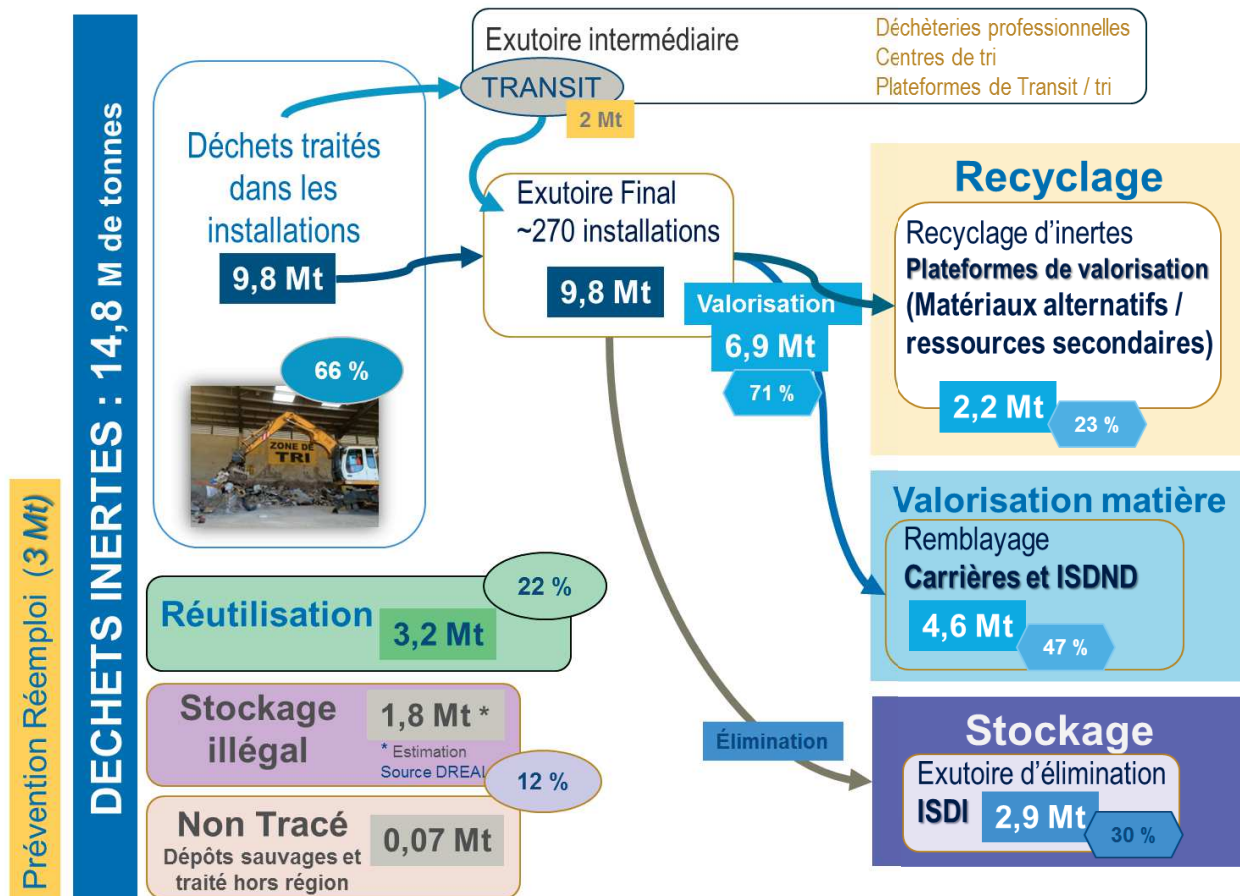 Prévention Réemploi (3 Mt)
DECHETS INERTES : 14,8 M de tonnes
Exutoire intermédiaire
TRANSIT
2 Mt
Déchèteries professionnelles
Centres de tri
Plateformes de Transit / tri
Déchets traités
dans les
installations
9,8 Mt
66 %
ZONE DE
TRI
Exutoire Final
~270 installations
9,8 Mt
Valorisation
6,9 Mt
71 %
Recyclage
Recyclage d’inertes
Plateformes de valorisation
(Matériaux alternatifs /
ressources secondaires)
2,2 Mt
23 %
Valorisation matière
Remblayage
Carrières et ISDND
4,6 Mt
47 %
Réutilisation
3,2 Mt
22 %
Stockage
illégal
1,8 Mt *
* Estimation
Source DREAL
12 %
Non Tracé
Dépôts sauvages et
traité hors région
0,07 Mt
Élimination
Stockage
Exutoire d’élimination
ISDI
2,9 Mt
30 %